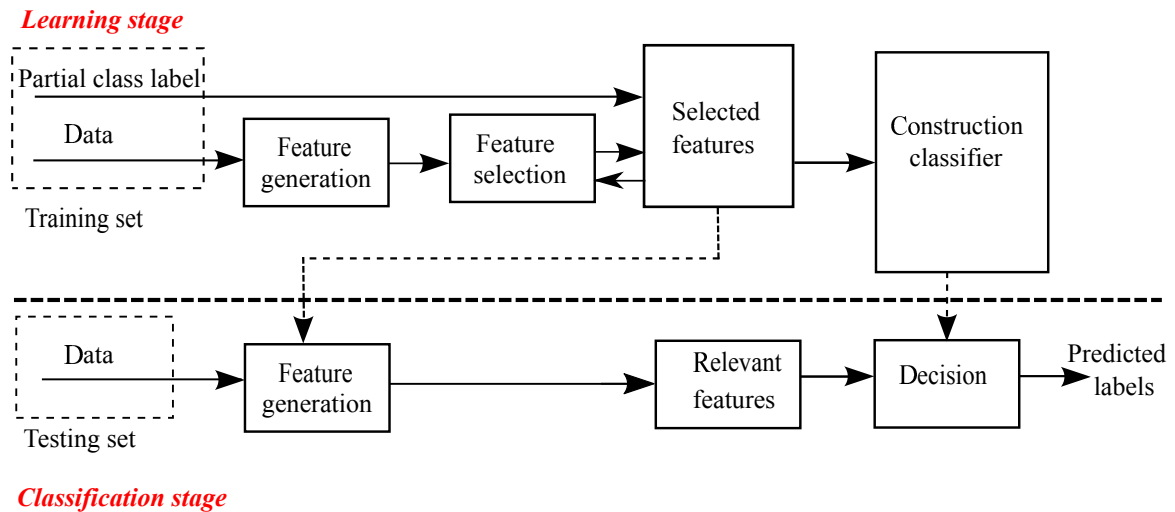 Learning stage
Partial class label
Data
Feature
generation
Feature
selection
Selected
features
Construction
classifier
Training set
Data
Feature
generation
Relevant
features
Decision
Predicted
labels
Testing set
Classification stage